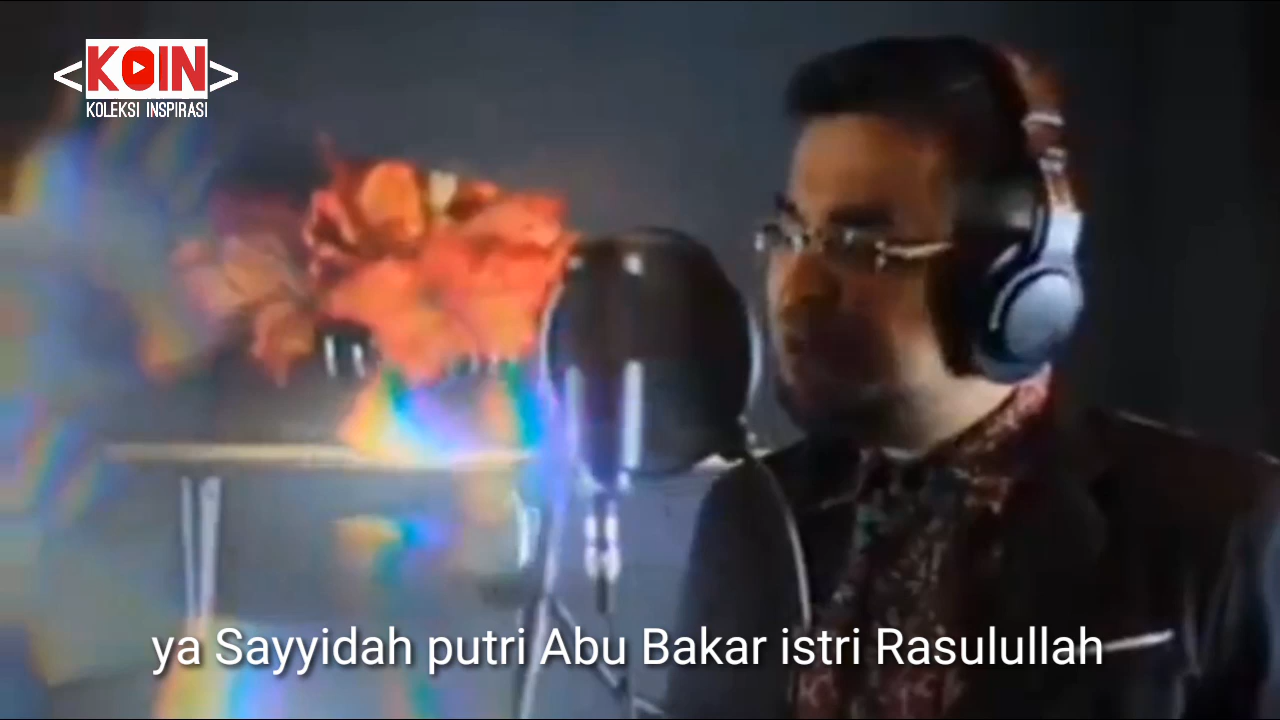 <KOIN>
KOLEKSI INSPIRASI
ya Sayyidah putri Abu Bakar istri Rasulullah